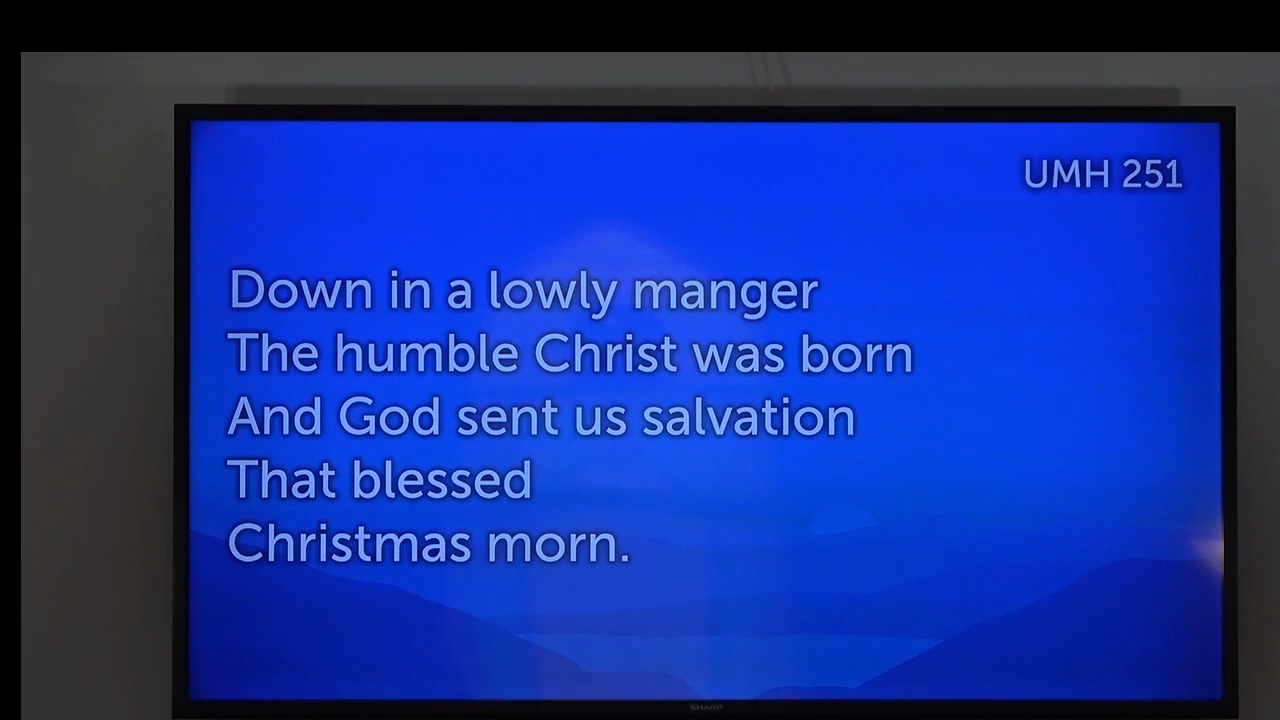 UMH 251
Down in a lowly manger
The humble Christ was born
And God sent us salvation
That blessed
Christmas morn.
SHARP